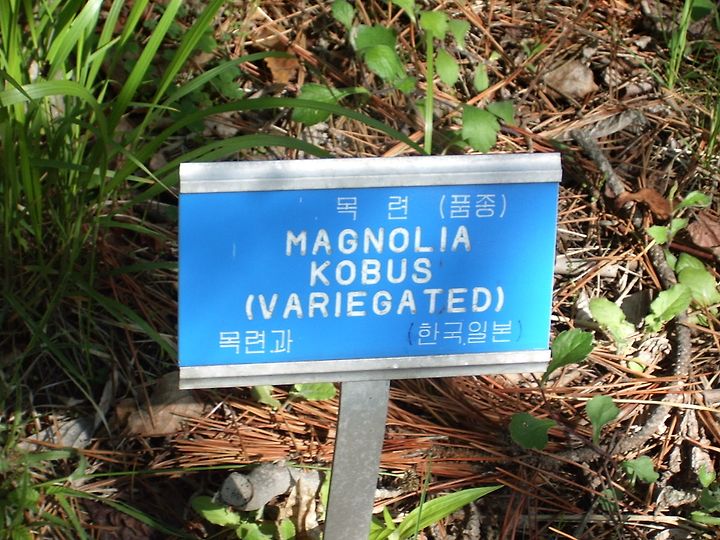 목 련 (품종)
MAGNOLIA
KOBUS
(VARIEGATED)
목련과 (한국.일본)